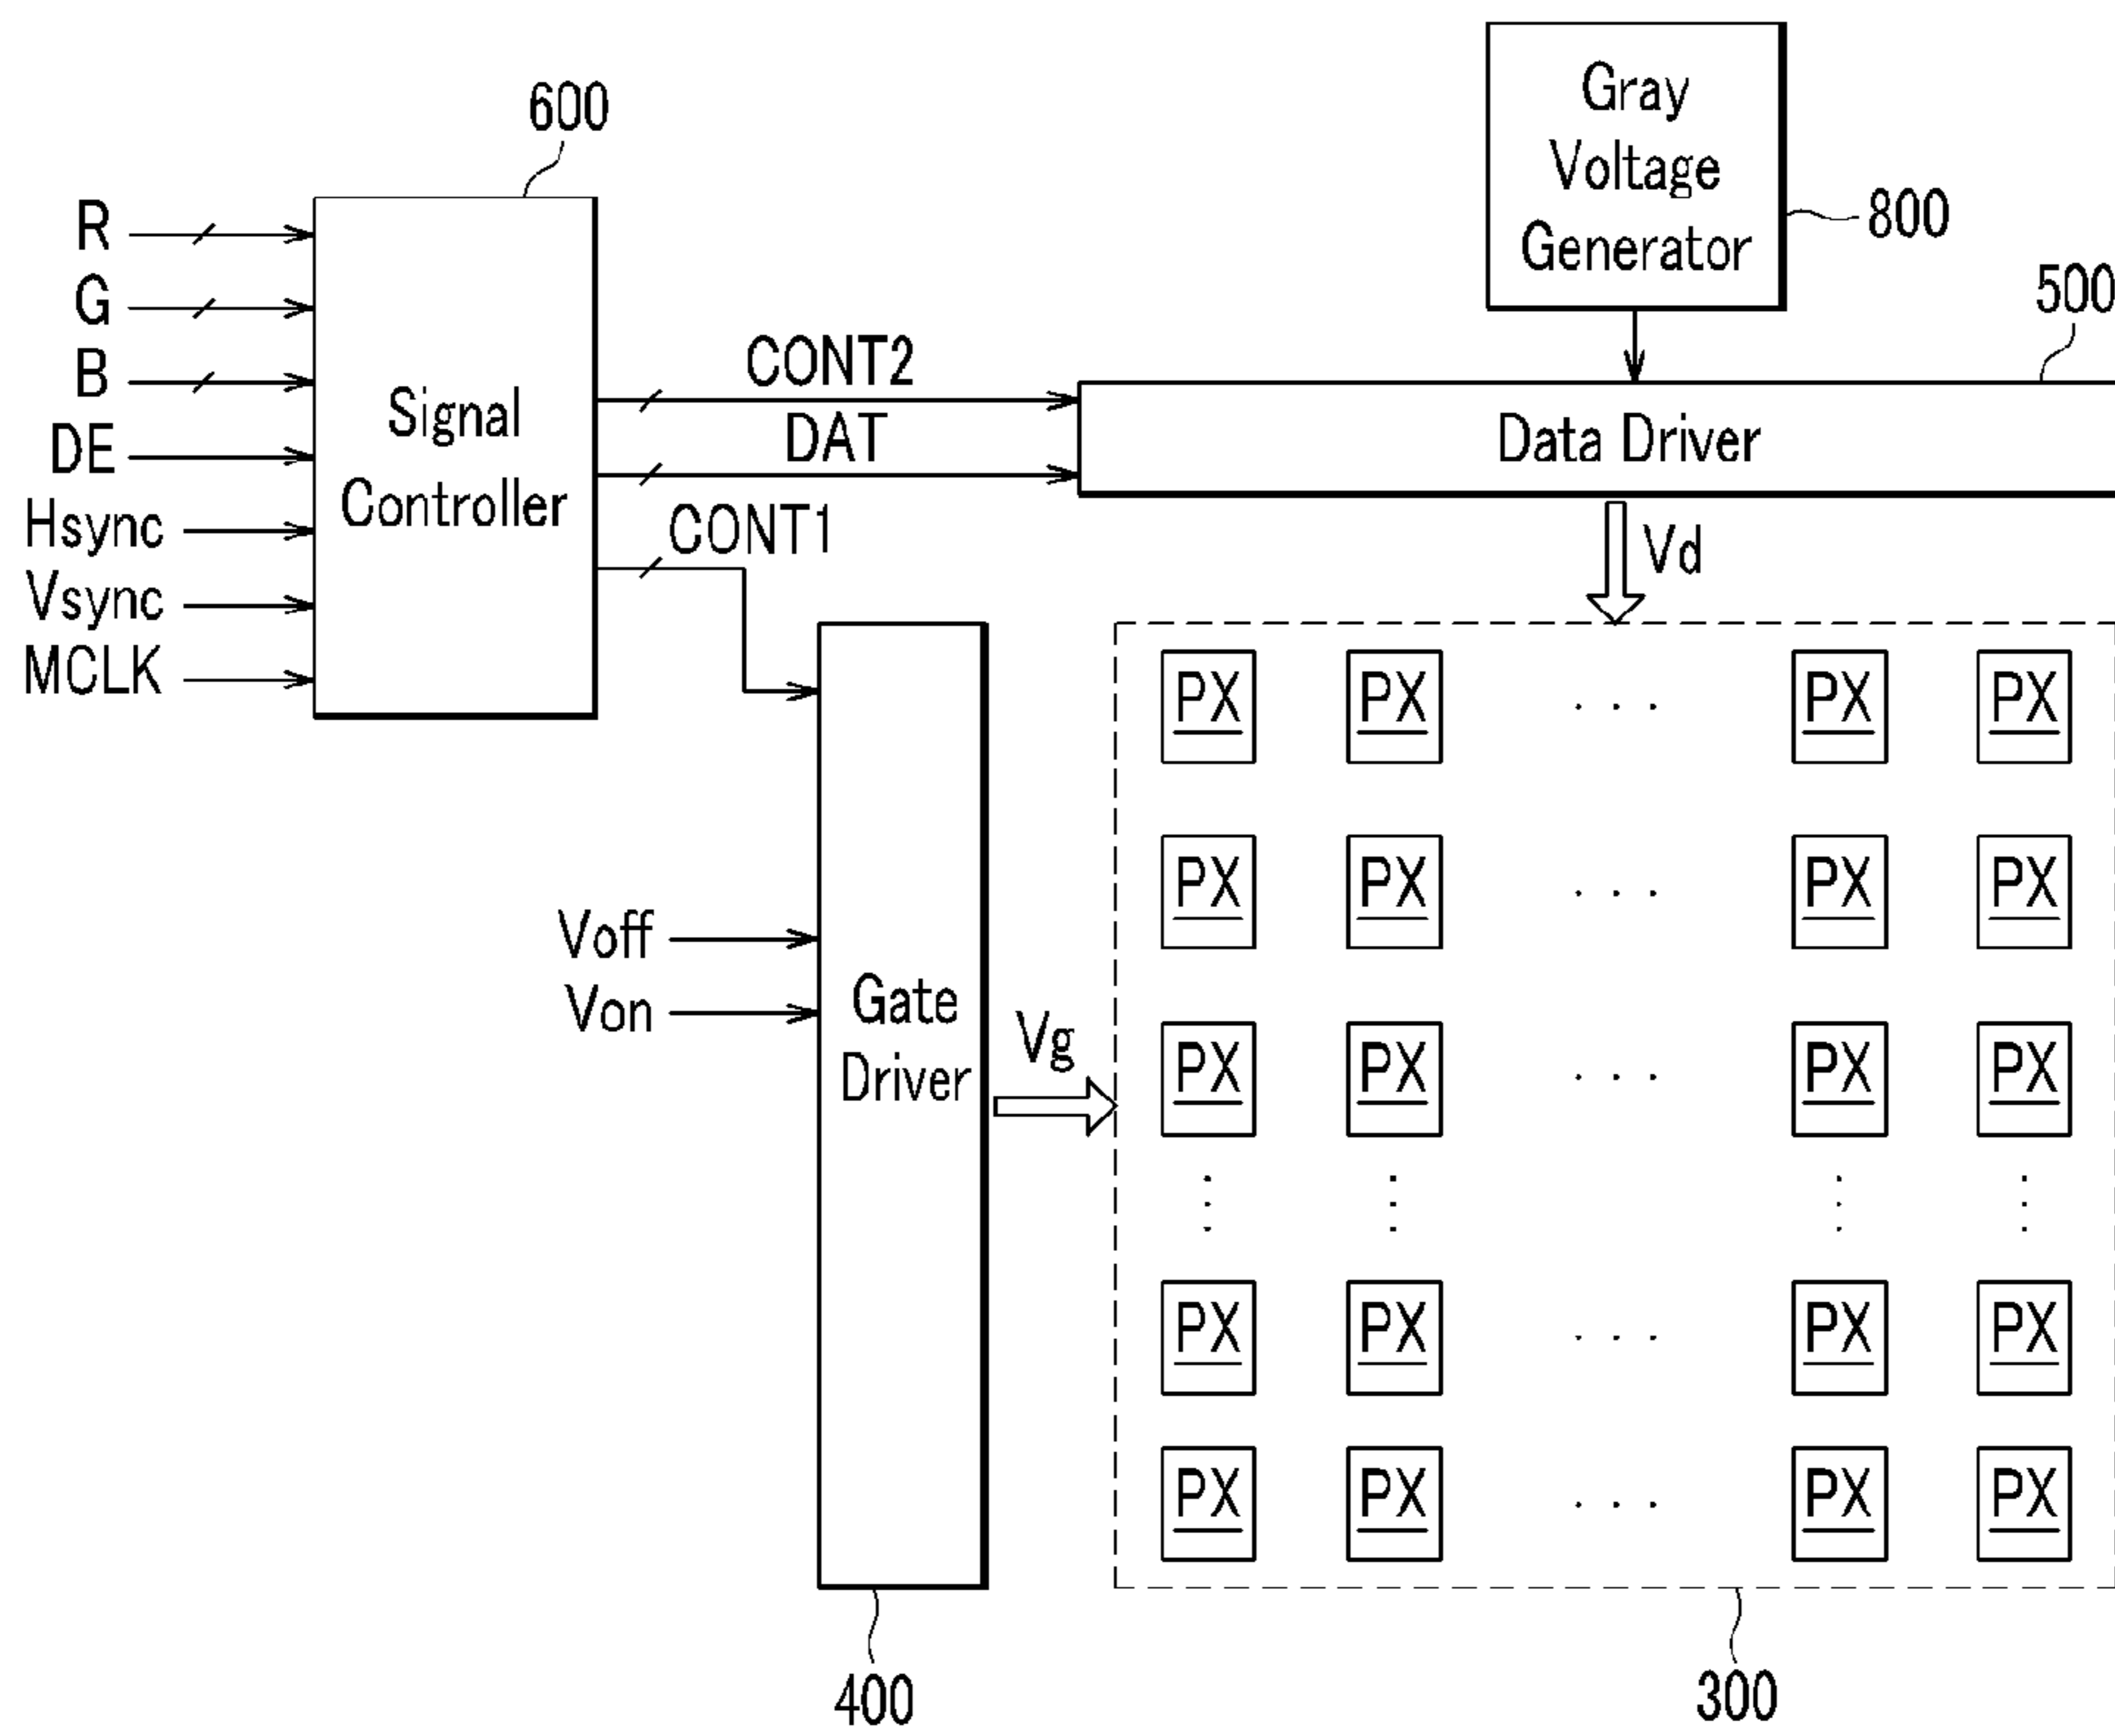 600
Gray
Voltage
Generator
800
500
R
G
B
DE
Hsync
Vsync
MCLK
Signal
Controller
CONT2
DAT
CONT1
Data Driver
Vd
Voff
Von
Gate
Driver
Vg
PX PX . . . PX PX
PX PX . . . PX PX
PX PX . . . PX PX
PX PX . . . PX PX
PX PX . . . PX PX
400
300